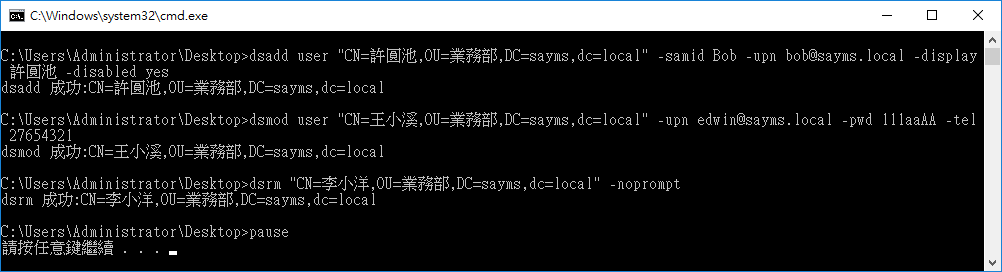 C:\Windows\system32\cmd.exe
C:\Users\Administrator\Desktop>dsadd user "CN=許圓池,OU=業務部,DC=sayms,dc=local" -samid Bob -upn bob@sayms.local -display
 許圓池 -disabled yes
dsadd 成功:CN=許圓池,OU=業務部,DC=sayms,dc=local
C:\Users\Administrator\Desktop>dsmod user "CN=王小溪,OU=業務部,DC=sayms,dc=local" -upn edwin@sayms.local -pwd 111aaAA -tel
 27654321
dsmod 成功:CN=王小溪,OU=業務部,DC=sayms,dc=local
C:\Users\Administrator\Desktop>dsrm "CN=李小洋,OU=業務部,DC=sayms,dc=local" -noprompt
dsrm 成功:CN=李小洋,OU=業務部,DC=sayms,dc=local
C:\Users\Administrator\Desktop>pause
請按任意鍵繼續 . . .